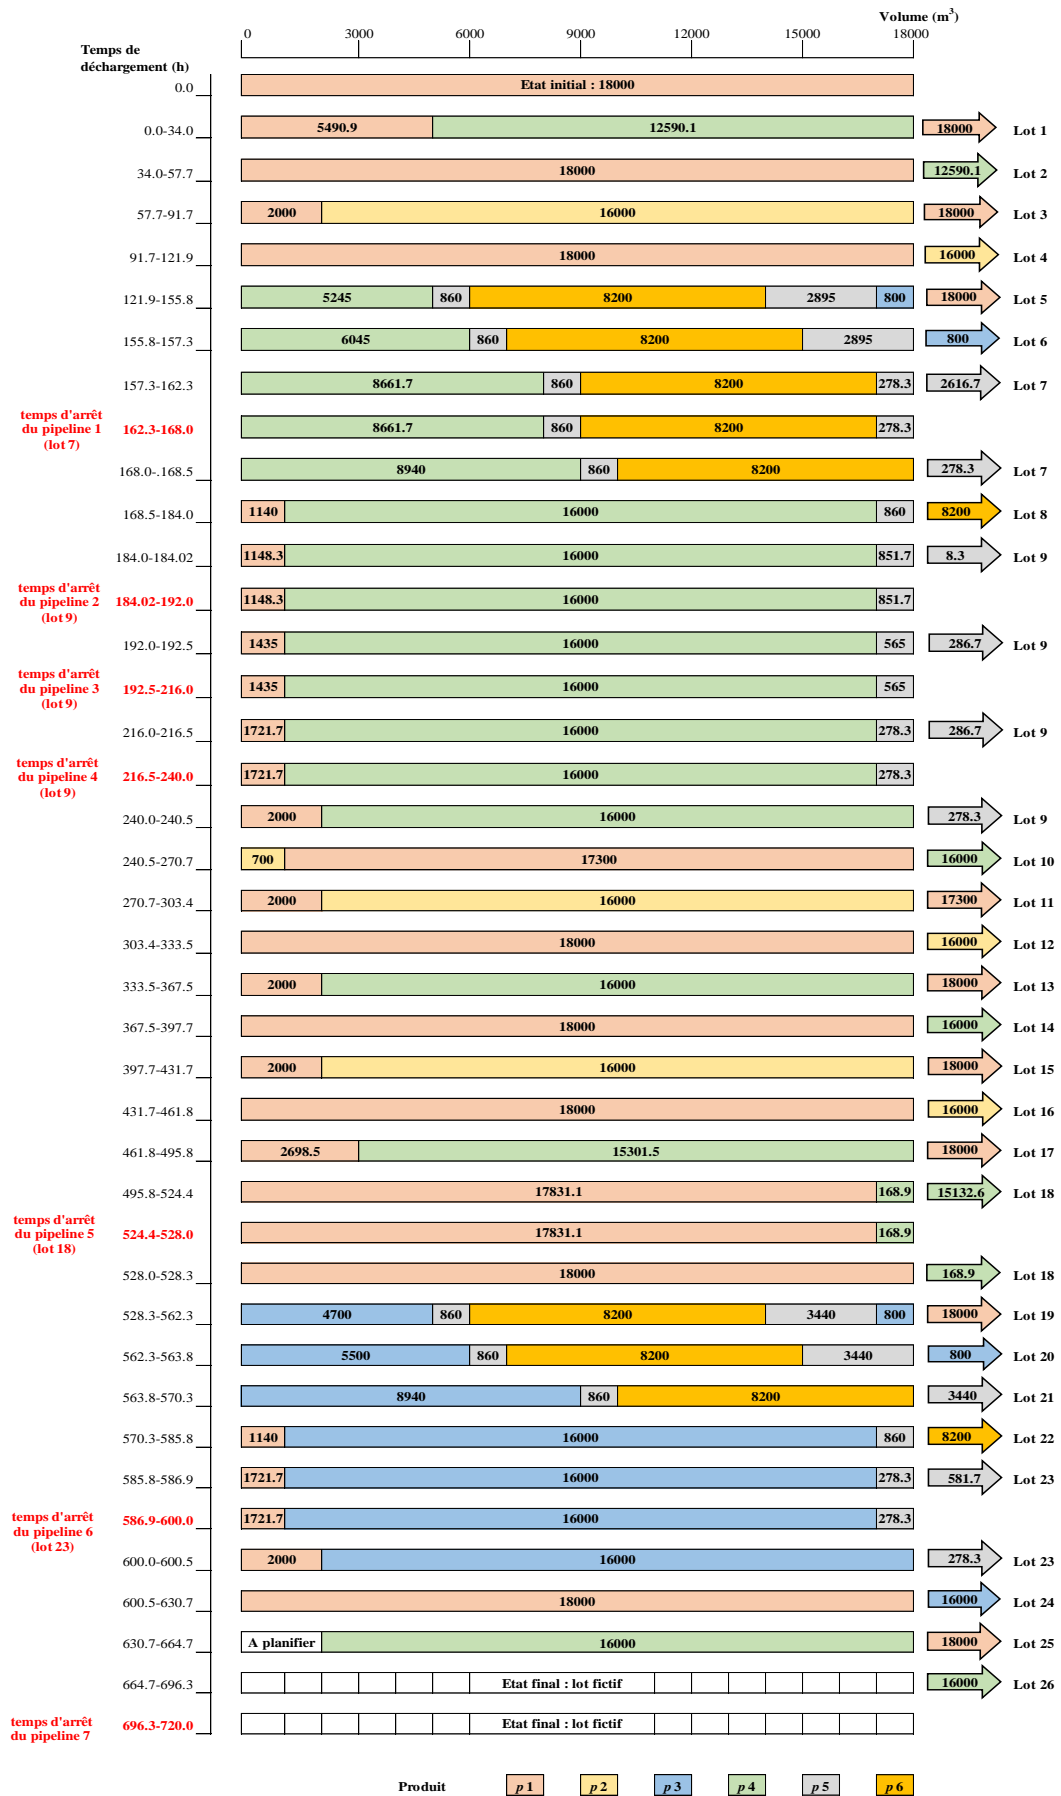 Volume (m³)
0 3000 6000 9000 12000 15000 18000
Temps de
déchargement (h)
0.0 Etat initial : 18000
0.0-34.0 5490.9 12590.1 18000 Lot 1
34.0-57.7 18000 12590.1 Lot 2
57.7-91.7 2000 16000 18000 Lot 3
91.7-121.9 18000 16000 Lot 4
121.9-155.8 5245 860 8200 2895 800 18000 Lot 5
155.8-157.3 6045 860 8200 2895 800 Lot 6
157.3-162.3 8661.7 860 8200 278.3 2616.7 Lot 7
temps d'arrêt
du pipeline 1 162.3-168.0 8661.7 860 8200 278.3
(lot 7)
168.0-.168.5 8940 860 8200 278.3 Lot 7
168.5-184.0 1140 16000 860 8200 Lot 8
184.0-184.02 1148.3 16000 851.7 8.3 Lot 9
temps d'arrêt
du pipeline 2 184.02-192.0 1148.3 16000 851.7
(lot 9)
192.0-192.5 1435 16000 565 286.7 Lot 9
temps d'arrêt
du pipeline 3 192.5-216.0 1435 16000 565
(lot 9)
216.0-216.5 1721.7 16000 278.3 286.7 Lot 9
temps d'arrêt
du pipeline 4 216.5-240.0 1721.7 16000 278.3
(lot 9)
240.0-240.5 2000 16000 278.3 Lot 9
240.5-270.7 700 17300 16000 Lot 10
270.7-303.4 2000 16000 17300 Lot 11
303.4-333.5 18000 16000 Lot 12
333.5-367.5 2000 16000 18000 Lot 13
367.5-397.7 18000 16000 Lot 14
397.7-431.7 2000 16000 18000 Lot 15
431.7-461.8 18000 16000 Lot 16
461.8-495.8 2698.5 15301.5 18000 Lot 17
495.8-524.4 17831.1 168.9 15132.6 Lot 18
temps d'arrêt
du pipeline 5 524.4-528.0 17831.1 168.9
(lot 18)
528.0-528.3 18000 168.9 Lot 18
528.3-562.3 4700 860 8200 3440 800 18000 Lot 19
562.3-563.8 5500 860 8200 3440 800 Lot 20
563.8-570.3 8940 860 8200 3440 Lot 21
570.3-585.8 1140 16000 860 8200 Lot 22
585.8-586.9 1721.7 16000 278.3 581.7 Lot 23
temps d'arrêt
du pipeline 6 586.9-600.0 1721.7 16000 278.3
(lot 23)
600.0-600.5 2000 16000 278.3 Lot 23
600.5-630.7 18000 16000 Lot 24
630.7-664.7 A planifier 16000 18000 Lot 25
664.7-696.3 Etat final : lot fictif 16000 Lot 26
temps d'arrêt
du pipeline 7 696.3-720.0 Etat final : lot fictif
Produit p 1 p 2 p 3 p 4 p 5 p 6